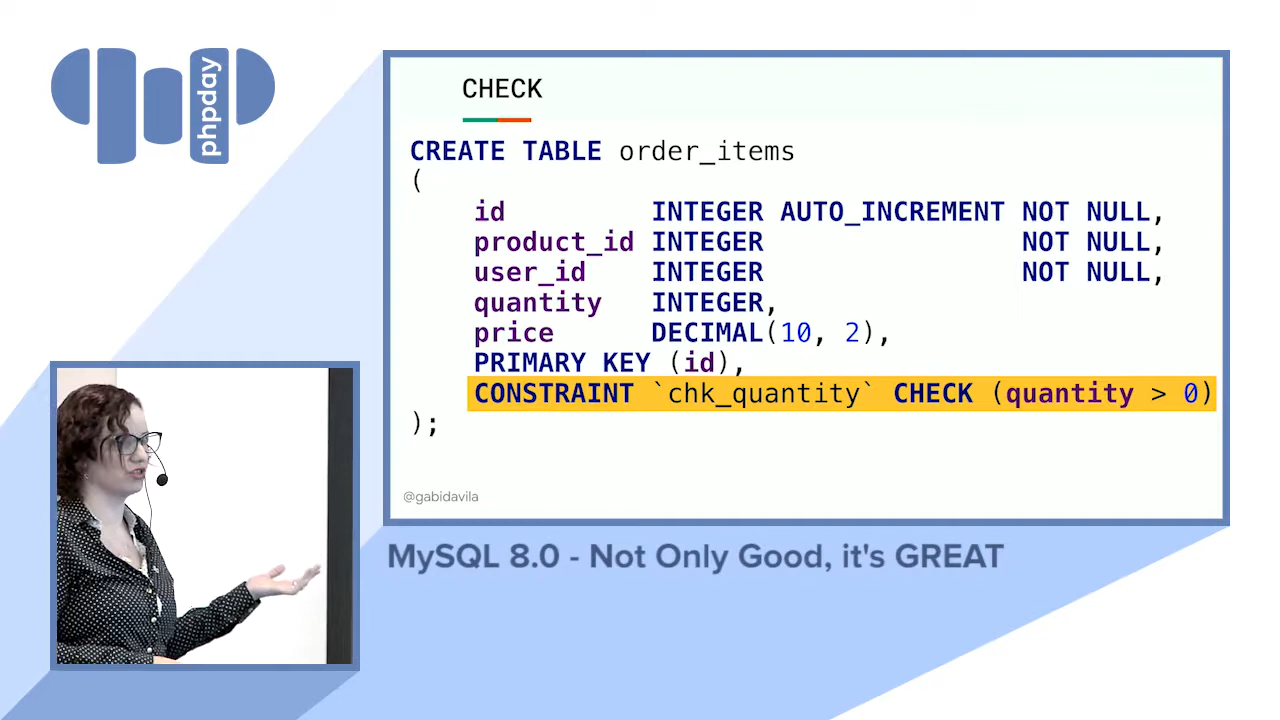 phpday
CHECK
CREATE TABLE order_items
(
id INTEGER AUTO_INCREMENT NOT NULL,
product_id INTEGER NOT NULL,
user_id INTEGER NOT NULL,
quantity INTEGER,
price DECIMAL(10, 2),
PRIMARY KEY (id),
CONSTRAINT `chk_quantity` CHECK (quantity > 0)
);
@gabidavila
MySQL 8.0 - Not Only Good, it's GREAT